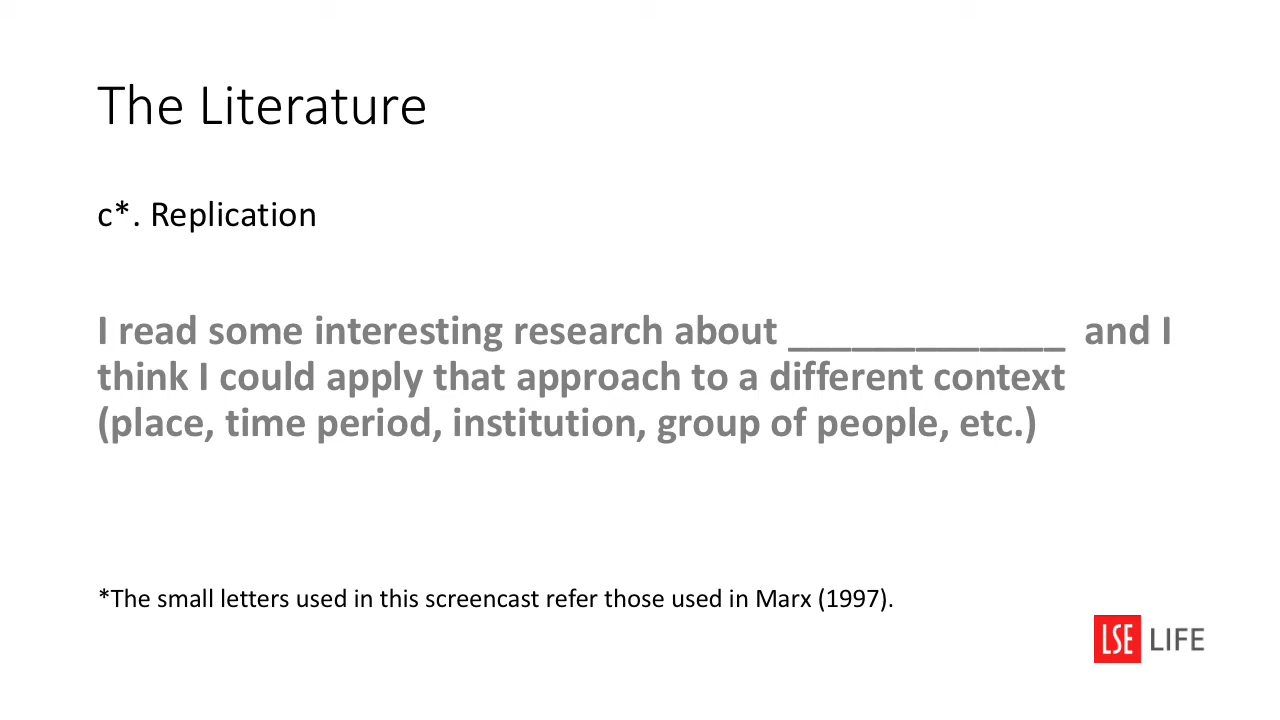 The Literature
c*. Replication
I read some interesting research about _____________ and I
think I could apply that approach to a different context
(place, time period, institution, group of people, etc.)
*The small letters used in this screencast refer those used in Marx (1997).
LSE LIFE